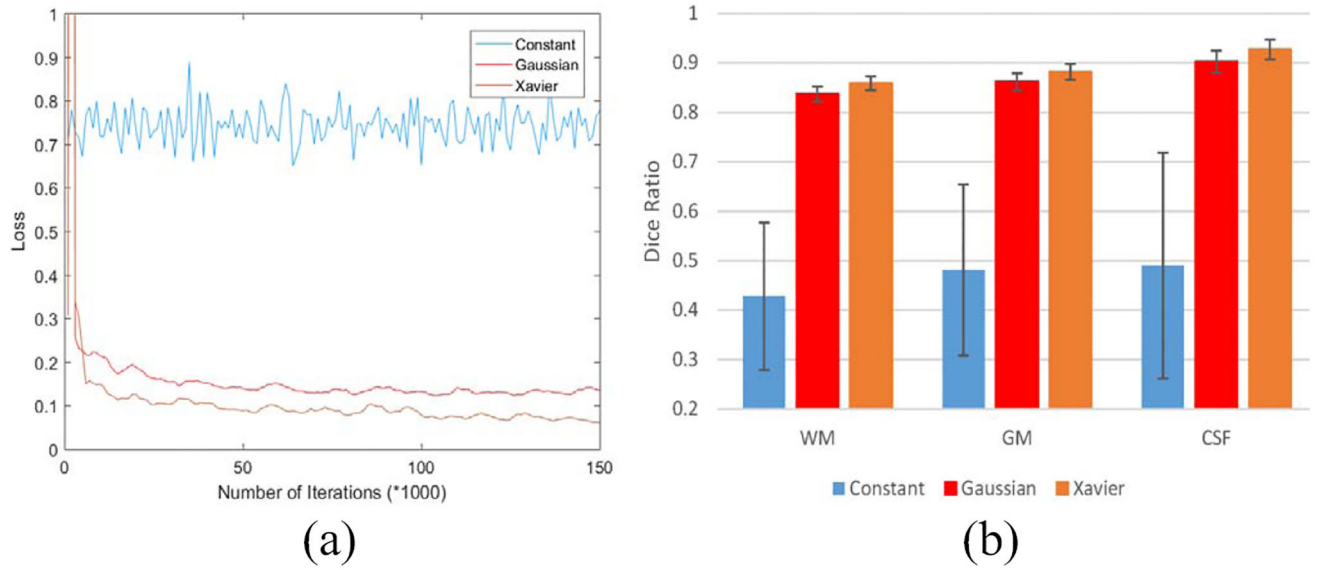 1
0.9
0.8
0.7
0.6
0.5
0.4
0.3
0.2
0.1
0
Loss
Constant
Gaussian
Xavier
0 50 100 150
Number of Iterations (*1000)
(a)
1
0.9
0.8
0.7
0.6
0.5
0.4
0.3
0.2
Dice Ratio
WM GM CSF
Constant Gaussian Xavier
(b)